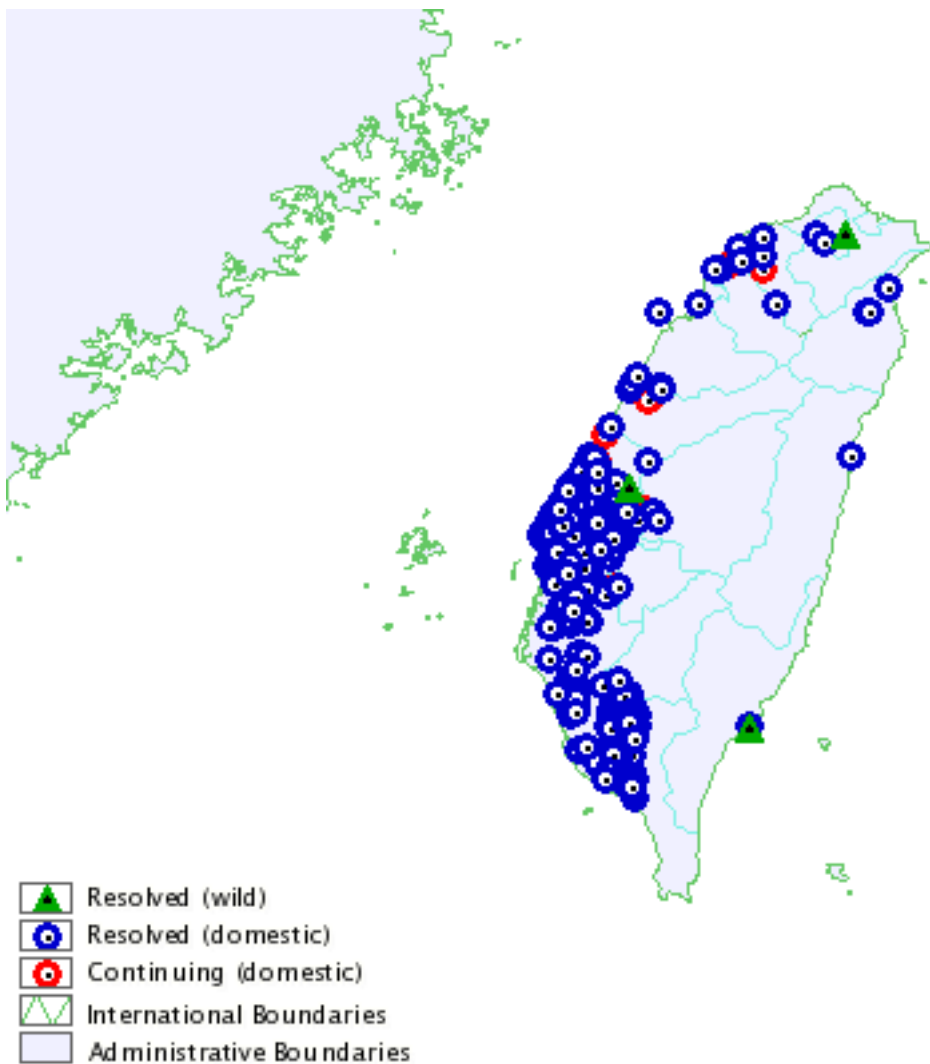 Resolved (wild)
Resolved (domestic)
Continuing (domestic)
International Boundaries
Administrative Boundaries